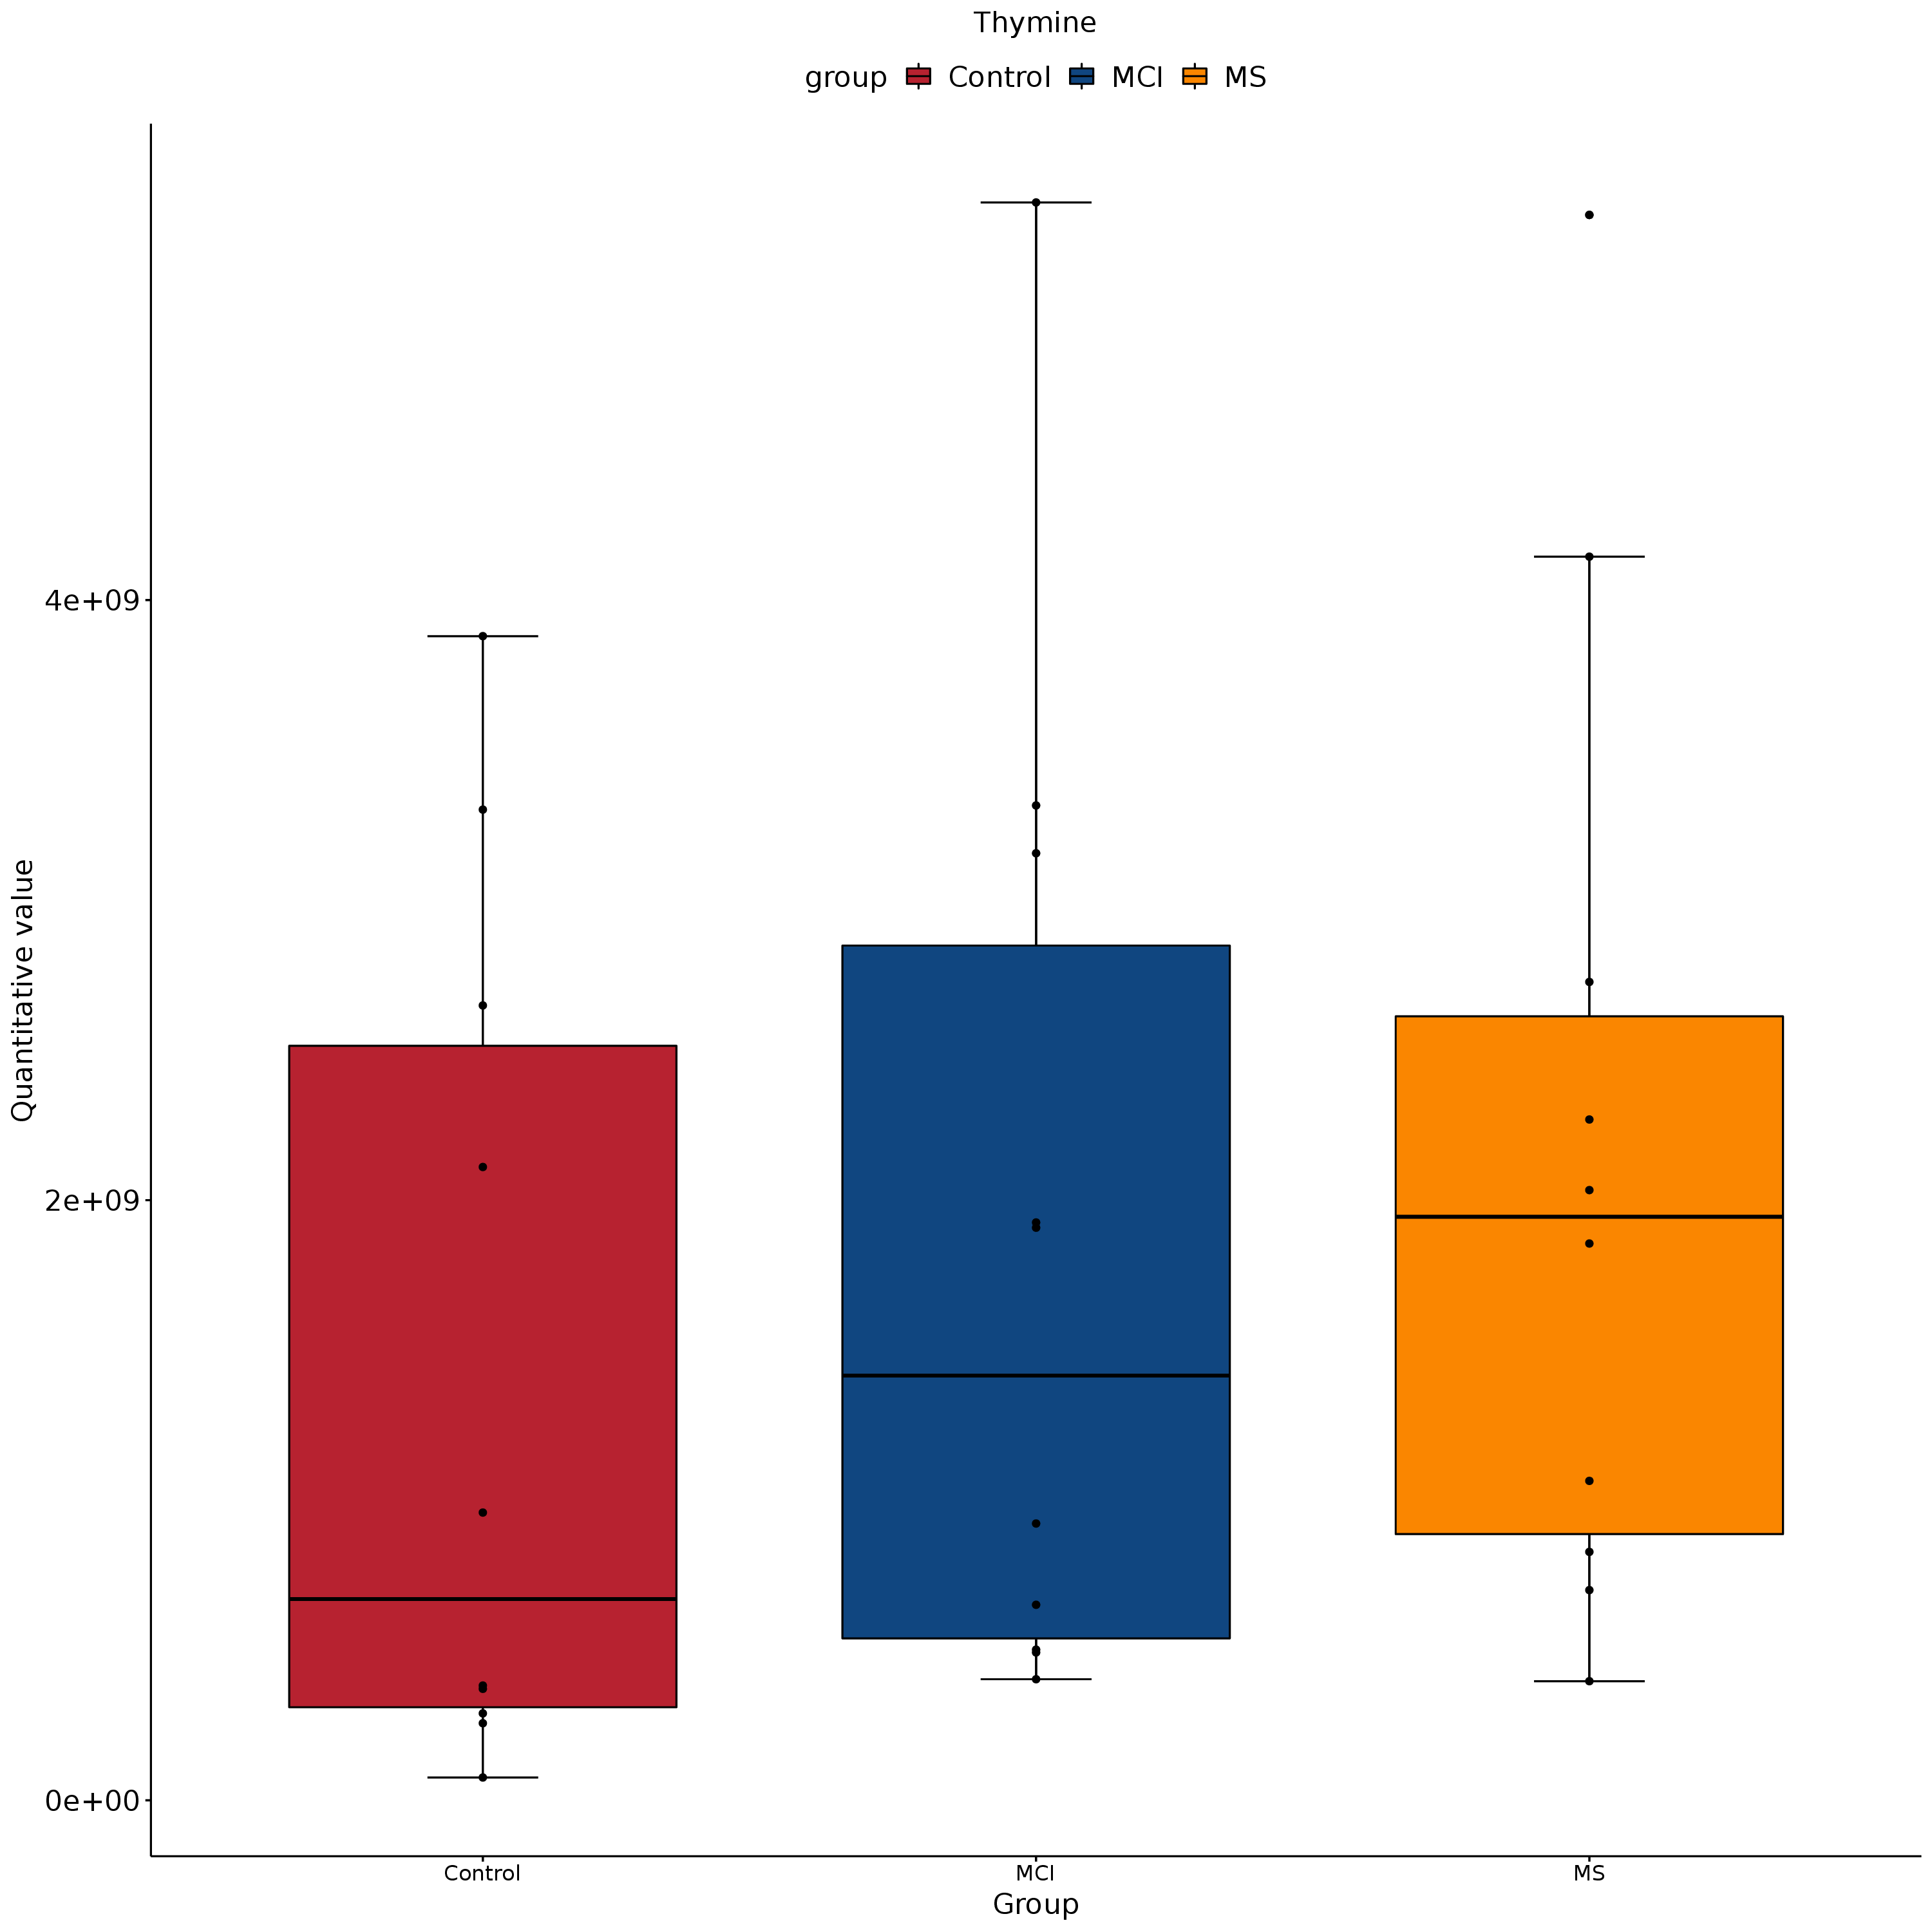 Thymine
group Control MCI MS
Quantitative value
4e+09
2e+09
0e+00
Control MCI MS
Group